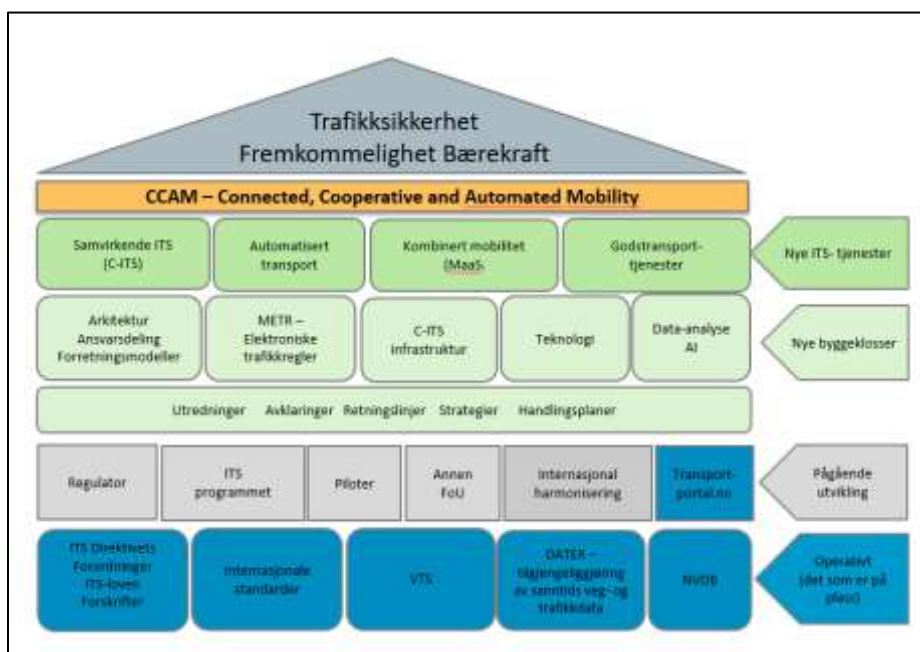 Trafikksikkerhet
Fremkommelighet Bærekraft
CCAM – Connected, Cooperative and Automated Mobility
Samvirkende ITS
(C-ITS)
Automatisert
transport
Kombinert mobilitet
(MaaS
Godstransport-
tjenester
Nye ITS- tjenester
Arkitektur
Ansvarsdeling
Forretningsmodeller
METR –
Elektroniske
trafikkregler
C-ITS
infrastruktur
Teknologi
Data-analyse
AI
Nye byggeklosser
Utredninger Avklaringer Retningslinjer Strategier Handlingsplaner
Regulator
ITS
programmet
Piloter
Annen
FoU
Internasjonal
harmonisering
Transport-
portal.no
Pågående
utvikling
ITS Direktivets
Forordninger
ITS-loven
Forskrifter
Internasjonale
standarder
VTS
DATEX –
tilgjengeliggjøring
av sanntids veg- og
trafikkdata
NVDB
Operativt
(det som er på
plass)